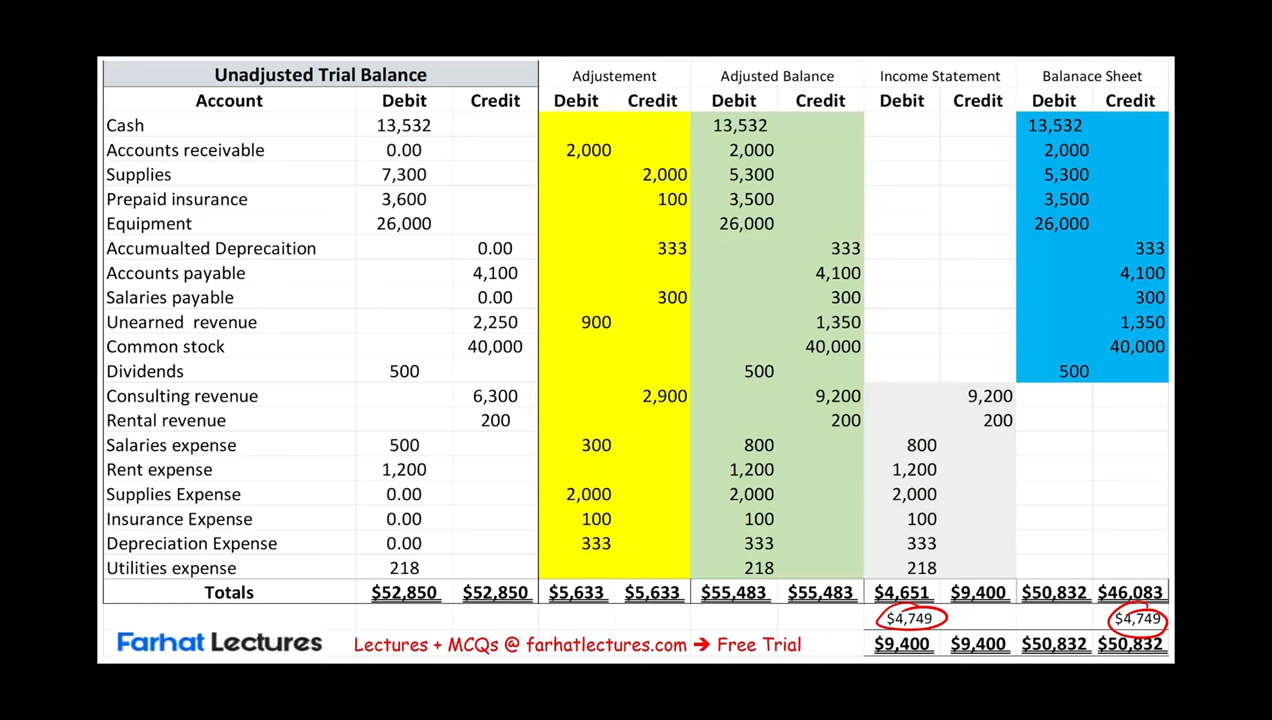 Unadjusted Trial Balance Adjustement Adjusted Balance Income Statement Balanace Sheet
Account Debit Credit Debit Credit Debit Credit Debit Credit Debit Credit
Cash 13,532 13,532 13,532
Accounts receivable 0.00 2,000 2,000 2,000
Supplies 7,300 2,000 5,300 5,300
Prepaid insurance 3,600 100 3,500 3,500
Equipment 26,000 26,000 26,000
Accumualted Deprecaition 0.00 333 333 333
Accounts payable 4,100 4,100 4,100
Salaries payable 0.00 300 300 300
Unearned revenue 2,250 900 1,350 1,350
Common stock 40,000 40,000 40,000
Dividends 500 500 500
Consulting revenue 6,300 2,900 9,200 9,200
Rental revenue 200 200 200
Salaries expense 500 300 800 800
Rent expense 1,200 1,200 1,200
Supplies Expense 0.00 2,000 2,000 2,000
Insurance Expense 0.00 100 100 100
Depreciation Expense 0.00 333 333 333
Utilities expense 218 218 218
Totals $52,850 $52,850 $5,633 $5,633 $55,483 $55,483 $4,651 $9,400 $50,832 $46,083
$4,749 $4,749
Farhat Lectures Lectures + MCQs @ farhatlectures.com ➔ Free Trial $9,400 $9,400 $50,832 $50,832